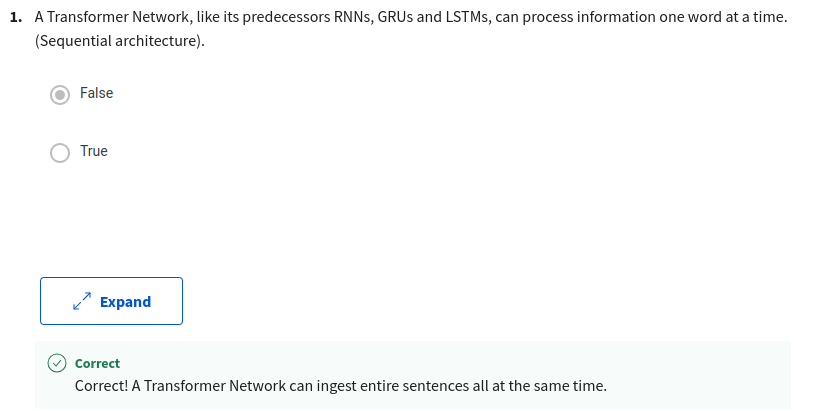 1. A Transformer Network, like its predecessors RNNs, GRUs and LSTMs, can process information one word at a time.
(Sequential architecture).
False
True
Expand
Correct
Correct! A Transformer Network can ingest entire sentences all at the same time.